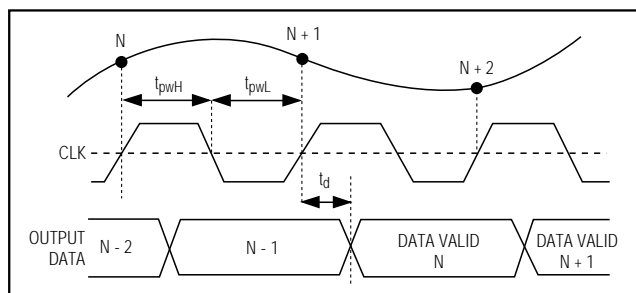 N
N + 1
N + 2
tpwH
tpwL
CLK
td
OUTPUT
DATA
N - 2
N - 1
DATA VALID
N
DATA VALID
N + 1